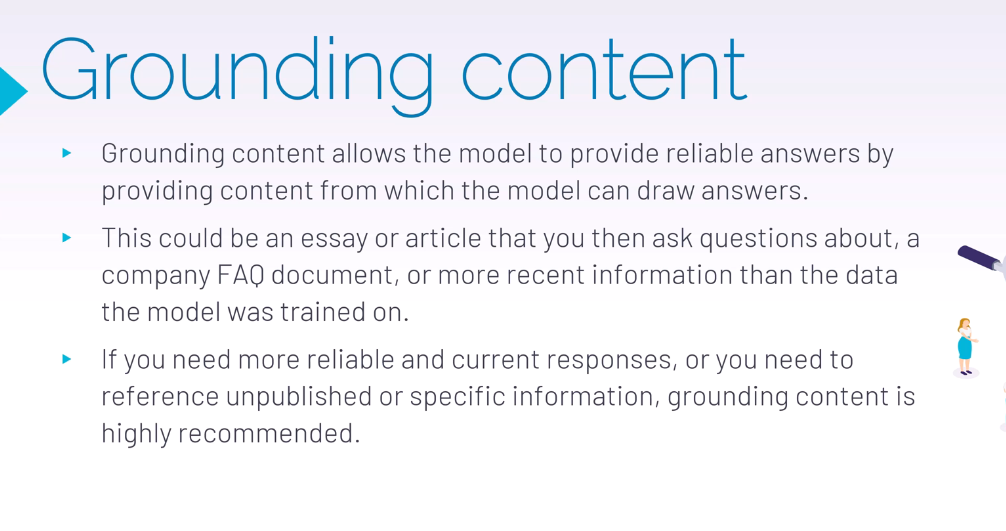 Grounding content
Grounding content allows the model to provide reliable answers by
providing content from which the model can draw answers.
This could be an essay or article that you then ask questions about, a
company FAQ document, or more recent information than the data
the model was trained on.
If you need more reliable and current responses, or you need to
reference unpublished or specific information, grounding content is
highly recommended.